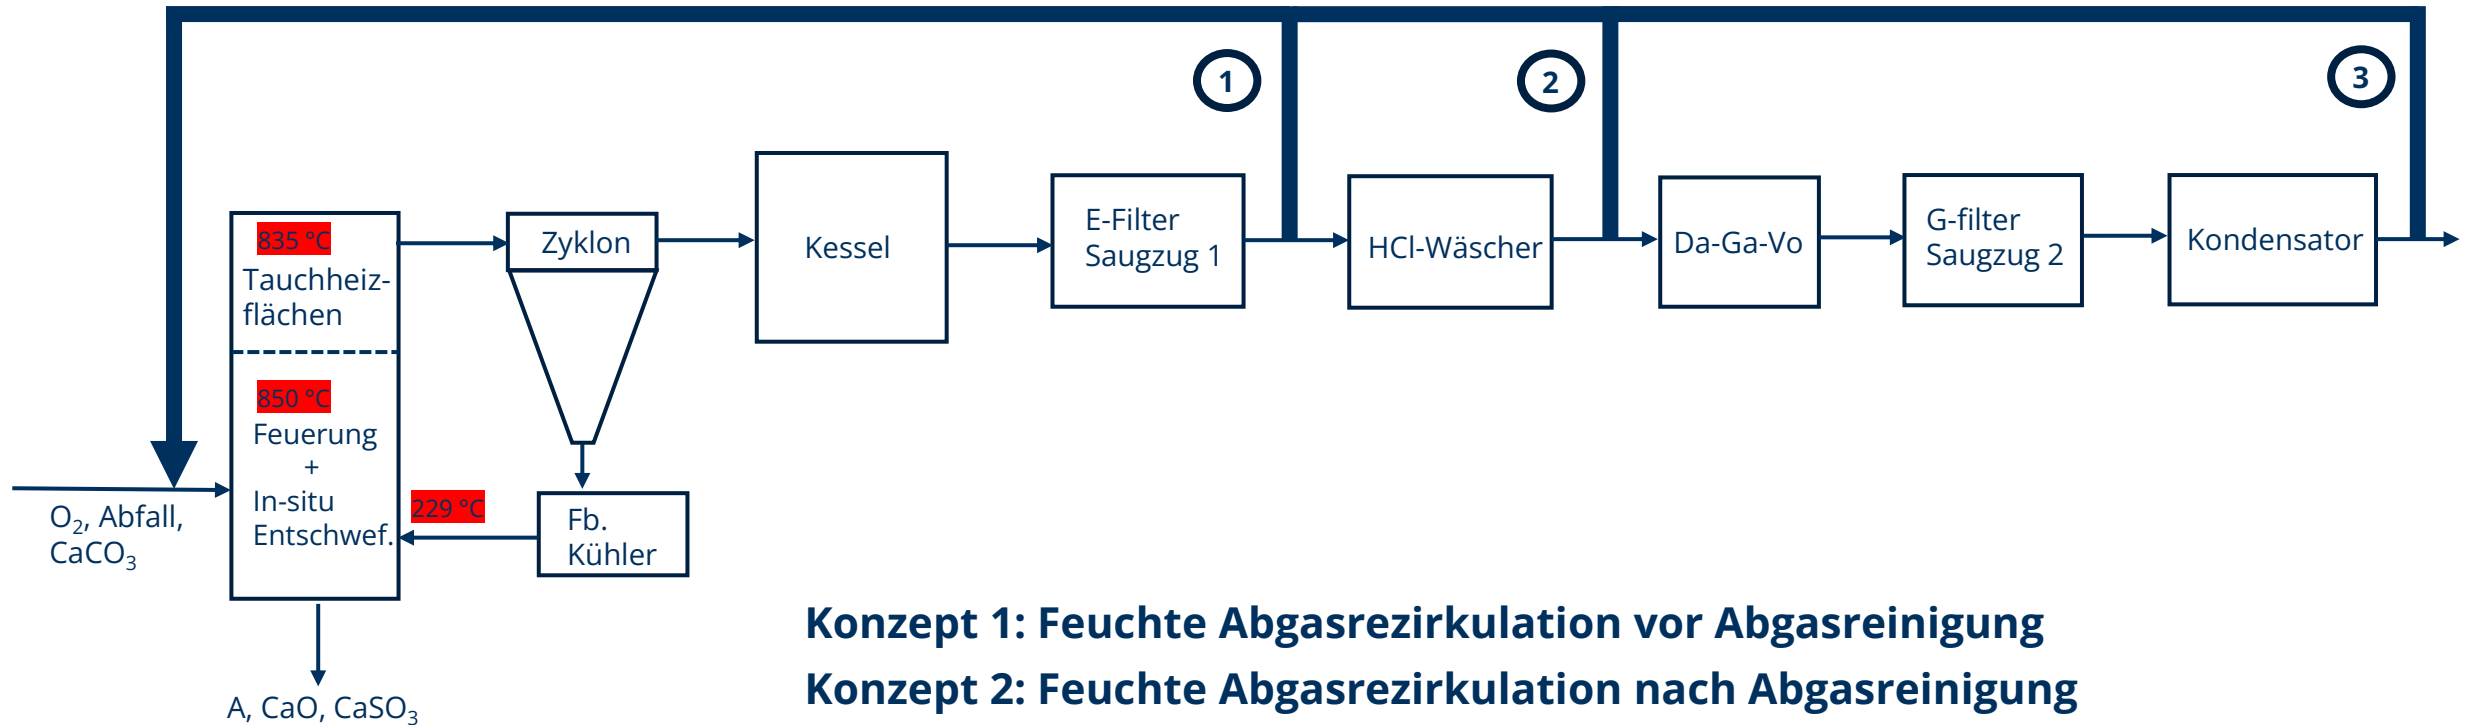 1
2
3
835 °C
Tauchheiz-
flächen
850 °C
Feuerung
+
In-situ
Entschwef.
Zyklon
Kessel
E-Filter
Saugzug 1
HCl-Wäscher
Da-Ga-Vo
G-filter
Saugzug 2
Kondensator
O₂, Abfall,
CaCO₃
229 °C
Fb.
Kühler
A, CaO, CaSO₃
Konzept 1: Feuchte Abgasrezirkulation vor Abgasreinigung
Konzept 2: Feuchte Abgasrezirkulation nach Abgasreinigung